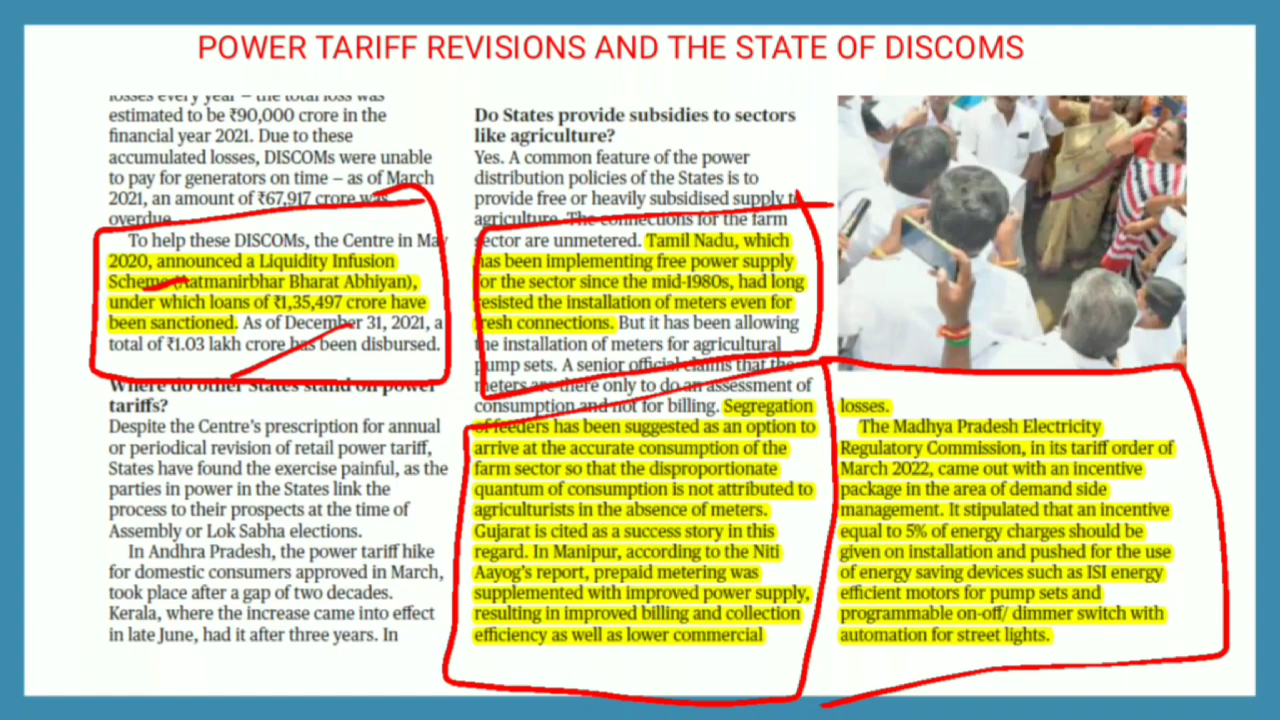 POWER TARIFF REVISIONS AND THE STATE OF DISCOMS
losses every year – the total loss was
estimated to be ₹90,000 crore in the
financial year 2021. Due to these
accumulated losses, DISCOMs were unable
to pay for generators on time – as of March
2021, an amount of ₹67,917 crore was
overdue.
To help these DISCOMs, the Centre in May
2020, announced a Liquidity Infusion
Scheme (Aatmanirbhar Bharat Abhiyan),
under which loans of ₹1,35,497 crore have
been sanctioned. As of December 31, 2021, a
total of ₹1.03 lakh crore has been disbursed.
Where do other States stand on power
tariffs?
Despite the Centre's prescription for annual
or periodical revision of retail power tariff,
States have found the exercise painful, as the
parties in power in the States link the
process to their prospects at the time of
Assembly or Lok Sabha elections.
In Andhra Pradesh, the power tariff hike
for domestic consumers approved in March,
took place after a gap of two decades.
Kerala, where the increase came into effect
in late June, had it after three years. In
Do States provide subsidies to sectors
like agriculture?
Yes. A common feature of the power
distribution policies of the States is to
provide free or heavily subsidised supply to
agriculture. The connections for the farm
sector are unmetered. Tamil Nadu, which
has been implementing free power supply
for the sector since the mid-1980s, had long
resisted the installation of meters even for
fresh connections. But it has been allowing
the installation of meters for agricultural
pump sets. A senior official claims that the
meters are there only to do an assessment of
consumption and not for billing. Segregation
of feeders has been suggested as an option to
arrive at the accurate consumption of the
farm sector so that the disproportionate
quantum of consumption is not attributed to
agriculturists in the absence of meters.
Gujarat is cited as a success story in this
regard. In Manipur, according to the Niti
Aayog's report, prepaid metering was
supplemented with improved power supply,
resulting in improved billing and collection
efficiency as well as lower commercial
losses.
The Madhya Pradesh Electricity
Regulatory Commission, in its tariff order of
March 2022, came out with an incentive
package in the area of demand side
management. It stipulated that an incentive
equal to 5% of energy charges should be
given on installation and pushed for the use
of energy saving devices such as ISI energy
efficient motors for pump sets and
programmable on-off/ dimmer switch with
automation for street lights.